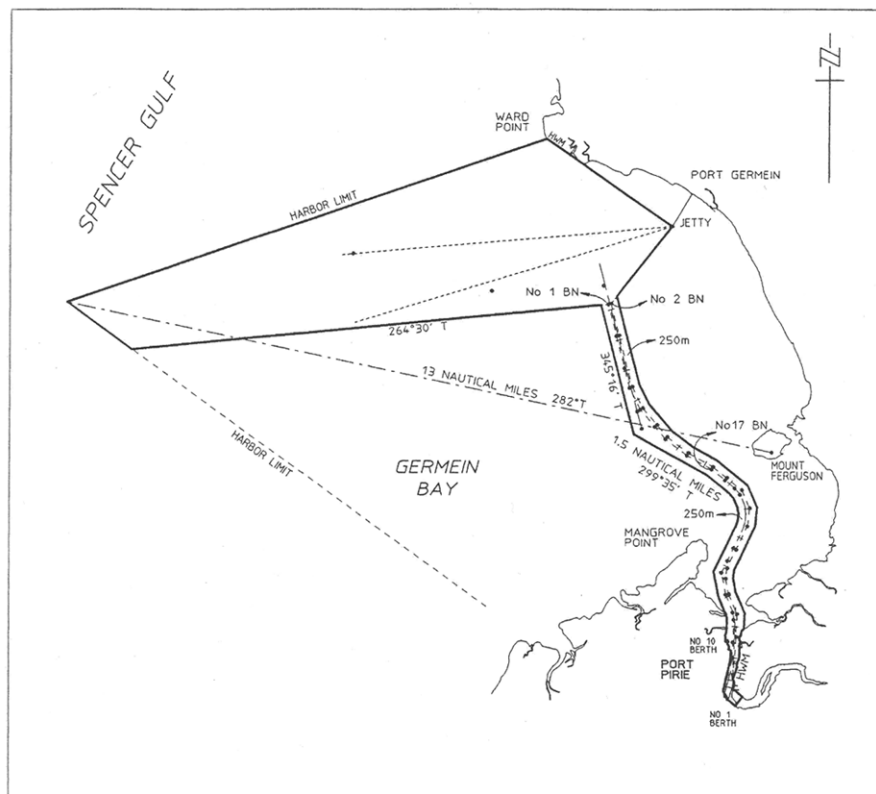 N
SPENCER GULF
WARD
POINT
HWM
PORT GERMEIN
HARBOR LIMIT
JETTY
No 1 BN
No 2 BN
264°30' T
250m
345°16' T
13 NAUTICAL MILES 282°T
No17 BN
HARBOR LIMIT
1.5 NAUTICAL MILES
299°35' T
MOUNT
FERGUSON
GERMEIN
BAY
250m
MANGROVE
POINT
NO 10
BERTH
PORT
PIRIE
HWM
NO 1
BERTH